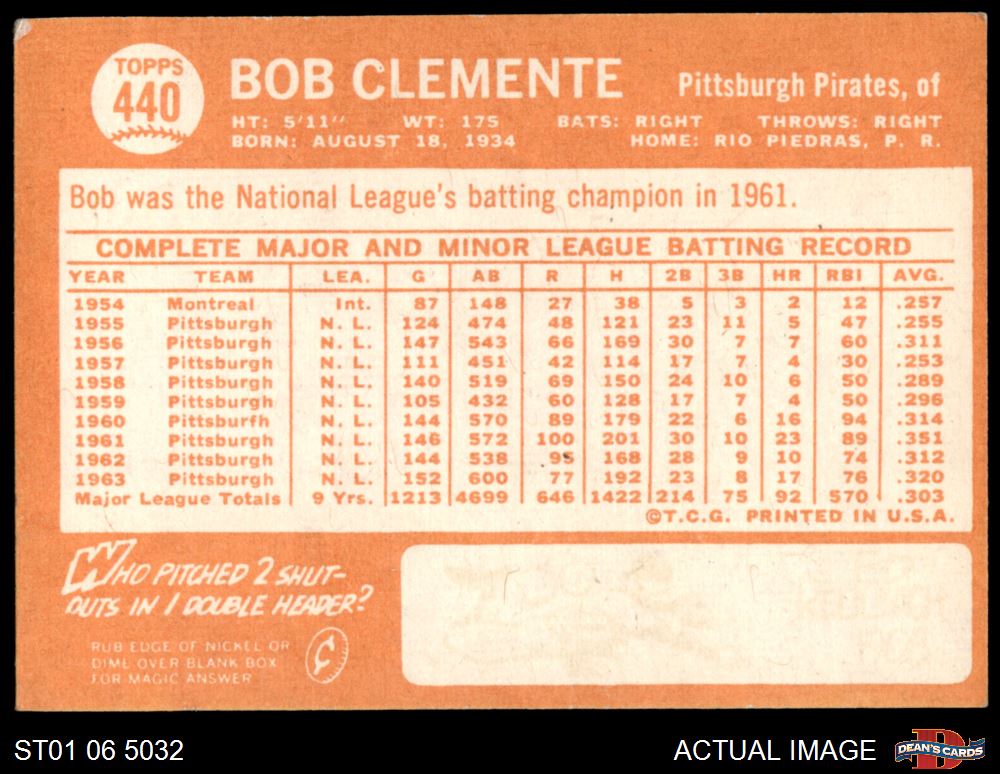 TOPPS
440
BOB CLEMENTE
Pittsburgh Pirates, of
HT: 5'11" WT: 175 BATS: RIGHT THROWS: RIGHT
BORN: AUGUST 18, 1934 HOME: RIO PIEDRAS, P. R.
Bob was the National League's batting champion in 1961.
COMPLETE MAJOR AND MINOR LEAGUE BATTING RECORD
YEAR TEAM LEA. G AB R H 2B 3B HR RBI AVG.
1954 Montreal Int. 87 148 27 38 5 3 2 12 .257
1955 Pittsburgh N. L. 124 474 48 121 23 11 5 47 .255
1956 Pittsburgh N. L. 147 543 66 169 30 7 7 60 .311
1957 Pittsburgh N. L. 111 451 42 114 17 7 4 30 .253
1958 Pittsburgh N. L. 140 519 69 150 24 10 6 50 .289
1959 Pittsburgh N. L. 105 432 60 128 17 7 4 50 .296
1960 Pittsburfh N. L. 144 570 89 179 22 6 16 94 .314
1961 Pittsburgh N. L. 146 572 100 201 30 10 23 89 .351
1962 Pittsburgh N. L. 144 538 95 168 28 9 10 74 .312
1963 Pittsburgh N. L. 152 600 77 192 23 8 17 76 .320
Major League Totals 9 Yrs. 1213 4699 646 1422 214 75 92 570 .303
©T.C.G. PRINTED IN U.S.A.
WHO PITCHED 2 SHUT-
OUTS IN 1 DOUBLE HEADER?
RUB EDGE OF NICKEL OR
DIME OVER BLANK BOX
FOR MAGIC ANSWER
ST01 06 5032
ACTUAL IMAGE
DEAN'S CARDS